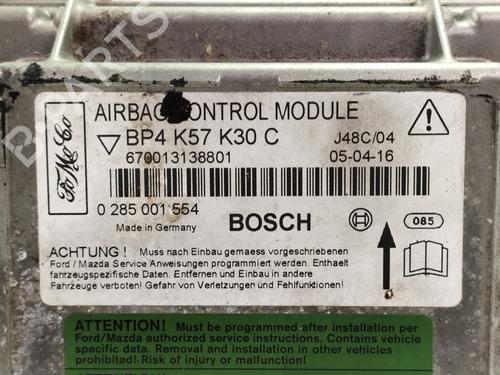 FoMoCo
AIRBAG CONTROL MODULE
BP4 K57 K30 C
J48C/04
670013138801
05-04-16
0 285 001 554
Made in Germany
BOSCH
085
ACHTUNG ! Muss nach Einbau gemaess vorgeschriebenen
Ford / Mazda Service Anweisungen programmiert werden. Enthaelt
fahrzeugspezifische Daten. Entfernen und Einbau in andere
Fahrzeuge verboten! Gefahr von Verletzungen und Fehlfunktionen!
ATTENTION! Must be programmed after installation per
Ford/Mazda authorized service instructions. Contains vehicle
specific data. Removal and installation in other vehicles
prohibited! Risk of injury or malfunction!